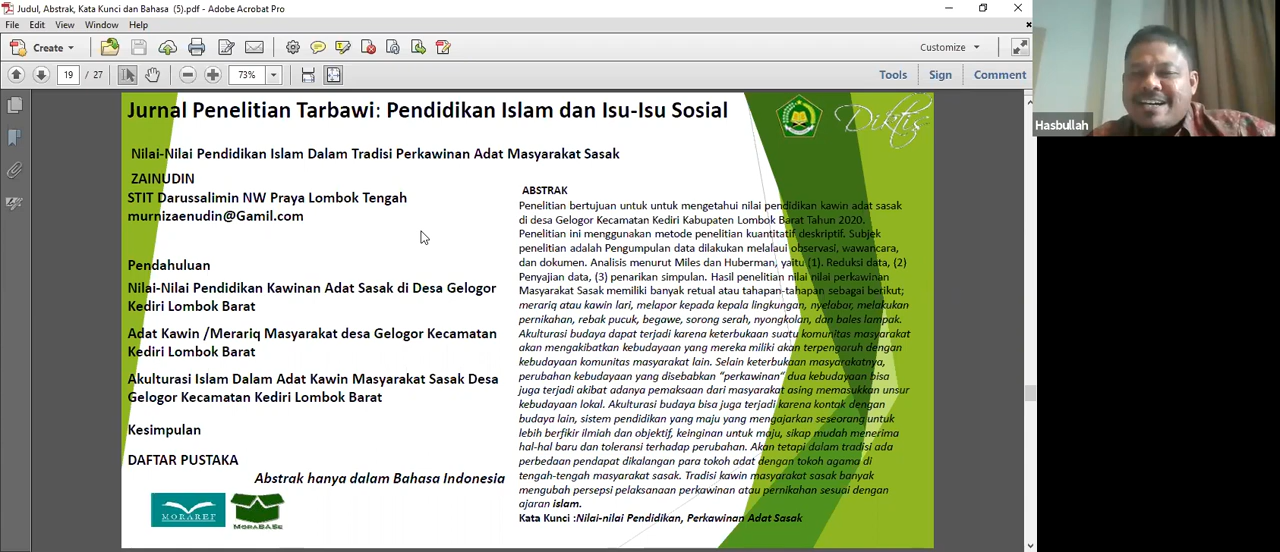 Judul, Abstrak, Kata Kunci dan Bahasa (5).pdf - Adobe Acrobat Pro
File Edit View Window Help
Create
Customize
19 / 27
73%
Tools Sign Comment
Jurnal Penelitian Tarbawi: Pendidikan Islam dan Isu-Isu Sosial
Diktis
Nilai-Nilai Pendidikan Islam Dalam Tradisi Perkawinan Adat Masyarakat Sasak
ZAINUDIN
STIT Darussalimin NW Praya Lombok Tengah
murnizaenudin@Gamil.com
Pendahuluan
Nilai-Nilai Pendidikan Kawinan Adat Sasak di Desa Gelogor
Kediri Lombok Barat
Adat Kawin /Merariq Masyarakat desa Gelogor Kecamatan
Kediri Lombok Barat
Akulturasi Islam Dalam Adat Kawin Masyarakat Sasak Desa
Gelogor Kecamatan Kediri Lombok Barat
Kesimpulan
DAFTAR PUSTAKA
Abstrak hanya dalam Bahasa Indonesia
MORAREF
MORABASE
ABSTRAK
Penelitian bertujuan untuk untuk mengetahui nilai pendidikan kawin adat sasak
di desa Gelogor Kecamatan Kediri Kabupaten Lombok Barat Tahun 2020.
Penelitian ini menggunakan metode penelitian kuantitatif deskriptif. Subjek
penelitian adalah Pengumpulan data dilakukan melalaui observasi, wawancara,
dan dokumen. Analisis menurut Miles dan Huberman, yaitu (1). Reduksi data, (2)
Penyajian data, (3) penarikan simpulan. Hasil penelitian nilai nilai perkawinan
Masyarakat Sasak memiliki banyak retual atau tahapan-tahapan sebagai berikut;
merariq atau kawin lari, melapor kepada kepala lingkungan, nyelobar, melakukan
pernikahan, rebak pucuk, begawe, sorong serah, nyongkolan, dan bales lampak.
Akulturasi budaya dapat terjadi karena keterbukaan suatu komunitas masyarakat
akan mengakibatkan kebudayaan yang mereka miliki akan terpengaruh dengan
kebudayaan komunitas masyarakat lain. Selain keterbukaan masyarakatnya,
perubahan kebudayaan yang disebabkan “perkawinan” dua kebudayaan bisa
juga terjadi akibat adanya pemaksaan dari masyarakat asing memasukkan unsur
kebudayaan lokal. Akulturasi budaya bisa juga terjadi karena kontak dengan
budaya lain, sistem pendidikan yang maju yang mengajarkan seseorang untuk
lebih berfikir ilmiah dan objektif, keinginan untuk maju, sikap mudah menerima
hal-hal baru dan toleransi terhadap perubahan. Akan tetapi dalam tradisi ada
perbedaan pendapat dikalangan para tokoh adat dengan tokoh agama di
tengah-tengah masyarakat sasak. Tradisi kawin masyarakat sasak banyak
mengubah persepsi pelaksanaan perkawinan atau pernikahan sesuai dengan
ajaran islam.
Kata Kunci :Nilai-nilai Pendidikan, Perkawinan Adat Sasak
Hasbullah